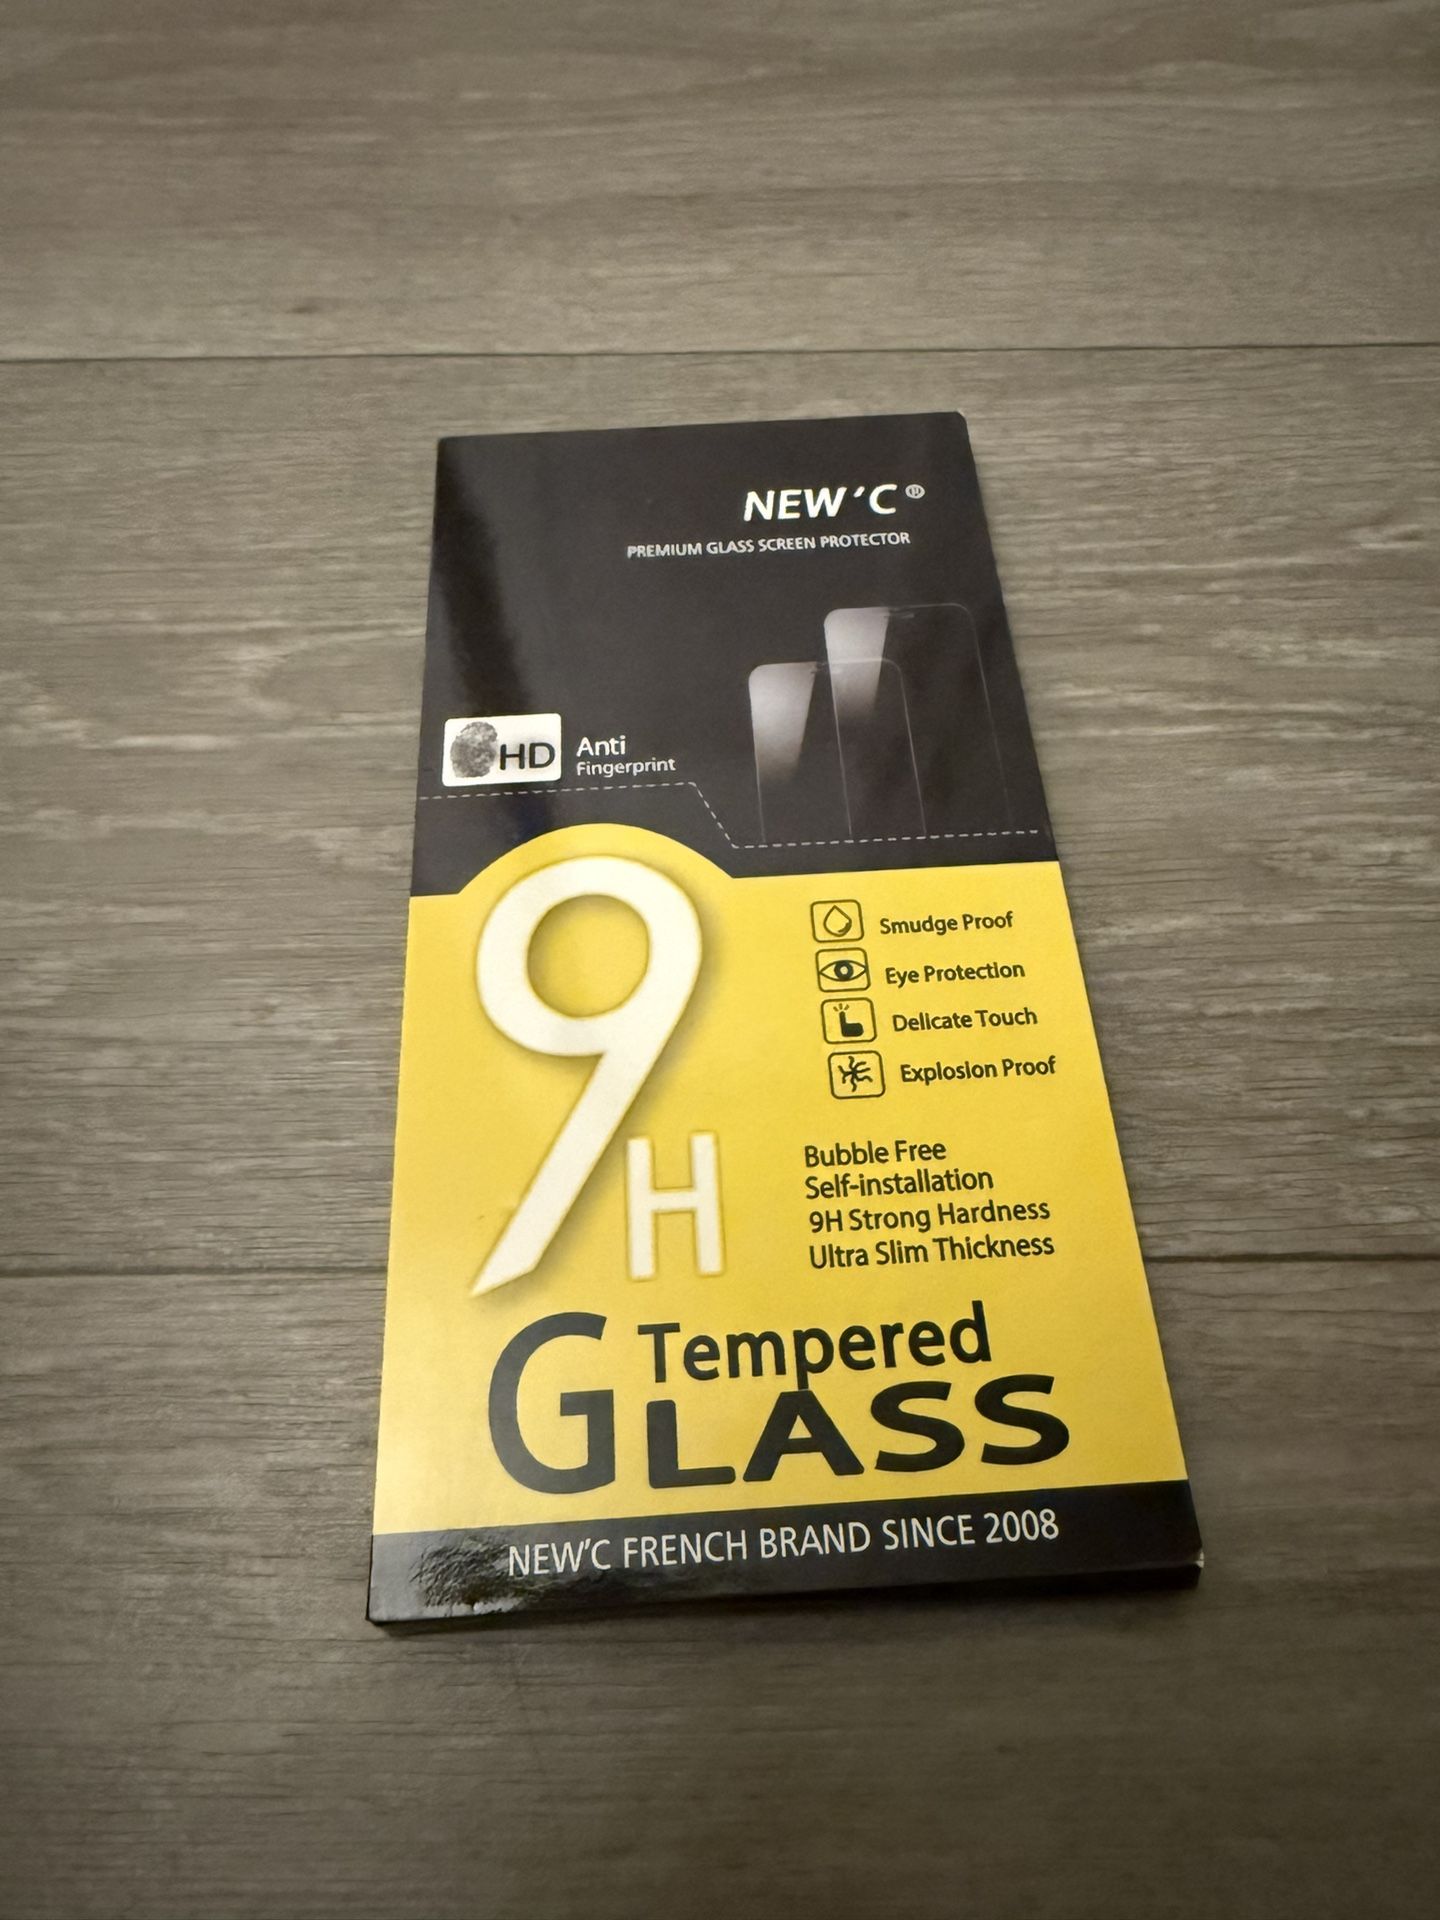 NEW'C®
PREMIUM GLASS SCREEN PROTECTOR
HD
Anti
Fingerprint
9H
Smudge Proof
Eye Protection
Delicate Touch
Explosion Proof
Bubble Free
Self-installation
9H Strong Hardness
Ultra Slim Thickness
Tempered
GLASS
NEW'C FRENCH BRAND SINCE 2008